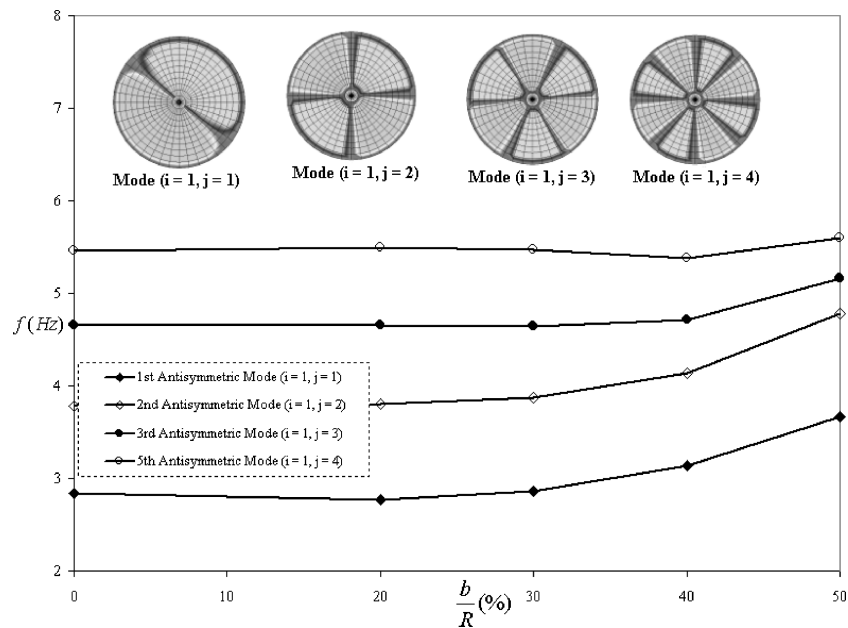 8
7
6
5
4
3
2
f(Hz)
Mode (i = 1, j = 1)
Mode (i = 1, j = 2)
Mode (i = 1, j = 3)
Mode (i = 1, j = 4)
1st Antisymmetric Mode (i = 1, j = 1)
2nd Antisymmetric Mode (i = 1, j = 2)
3rd Antisymmetric Mode (i = 1, j = 3)
5th Antisymmetric Mode (i = 1, j = 4)
0 10 20 30 40 50
b
R (%)